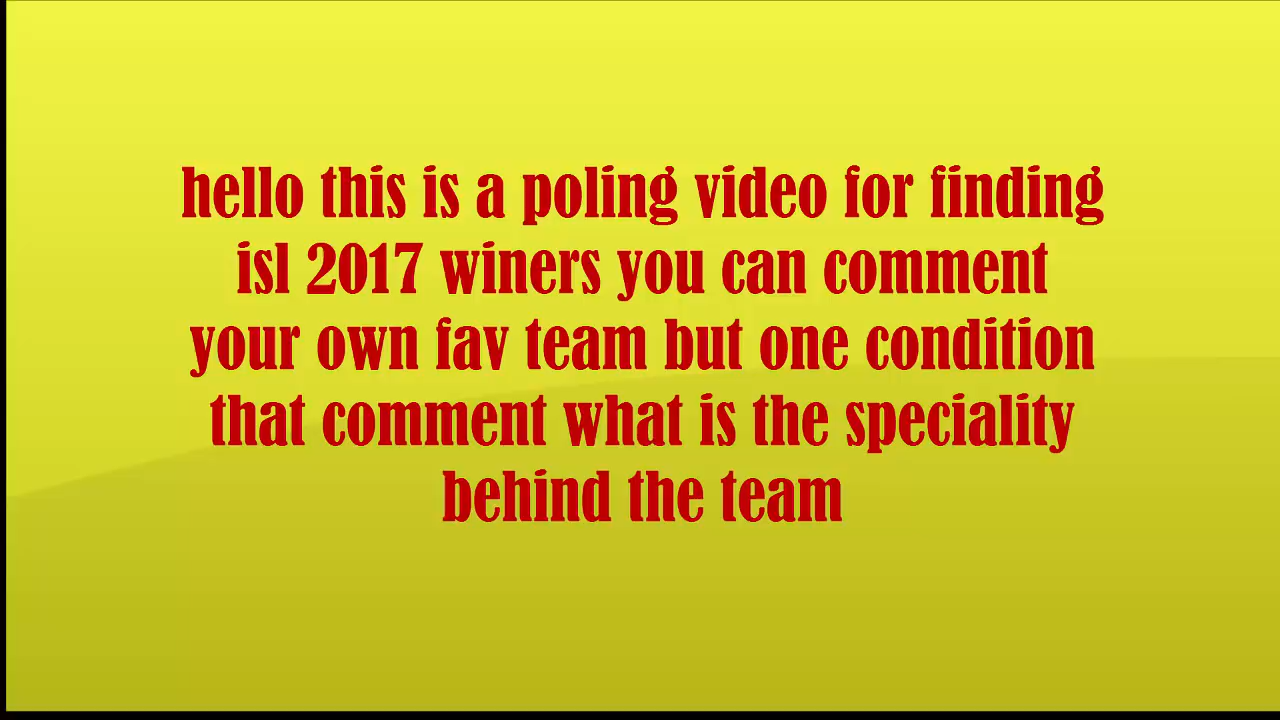 hello this is a poling video for finding
isl 2017 winers you can comment
your own fav team but one condition
that comment what is the speciality
behind the team